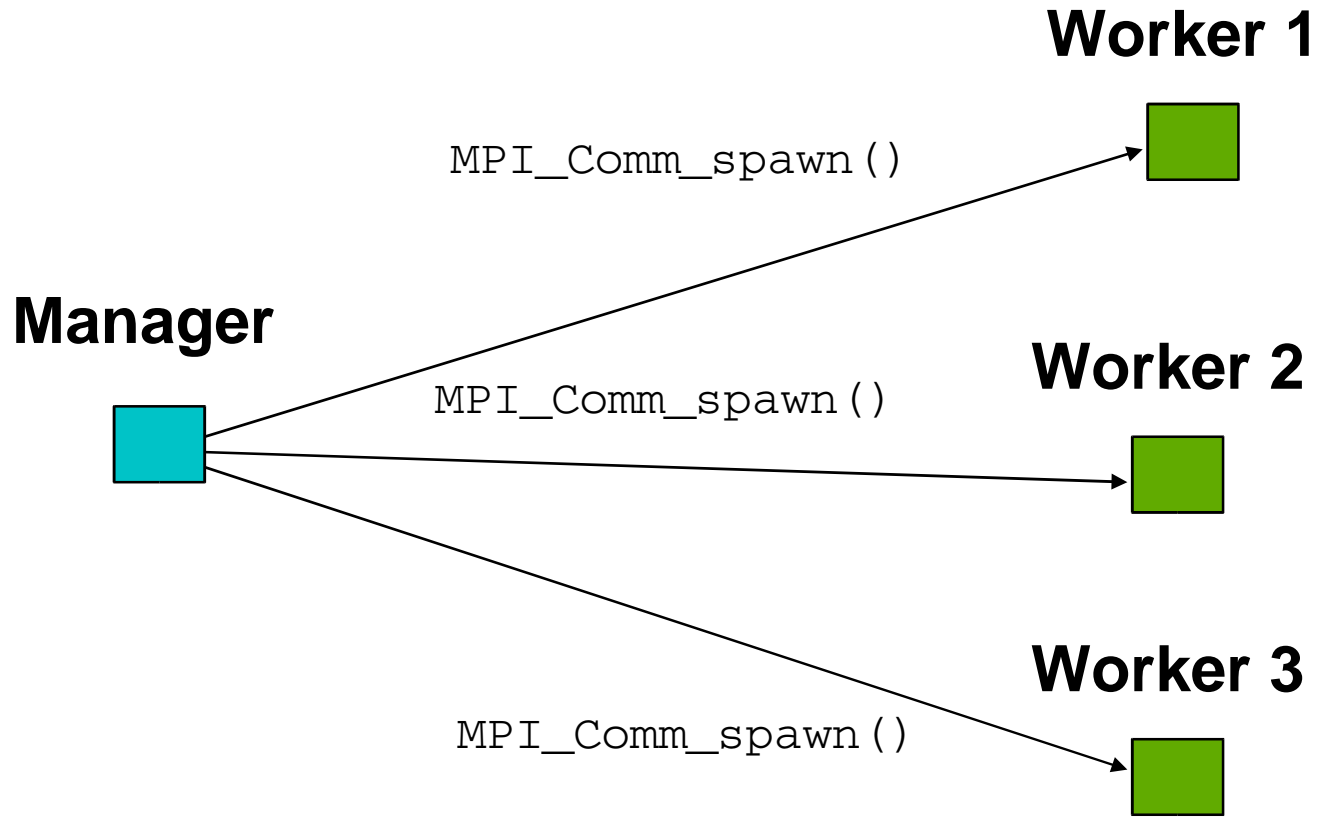 Worker 1
MPI_Comm_spawn()
Manager
Worker 2
MPI_Comm_spawn()
Worker 3
MPI_Comm_spawn()